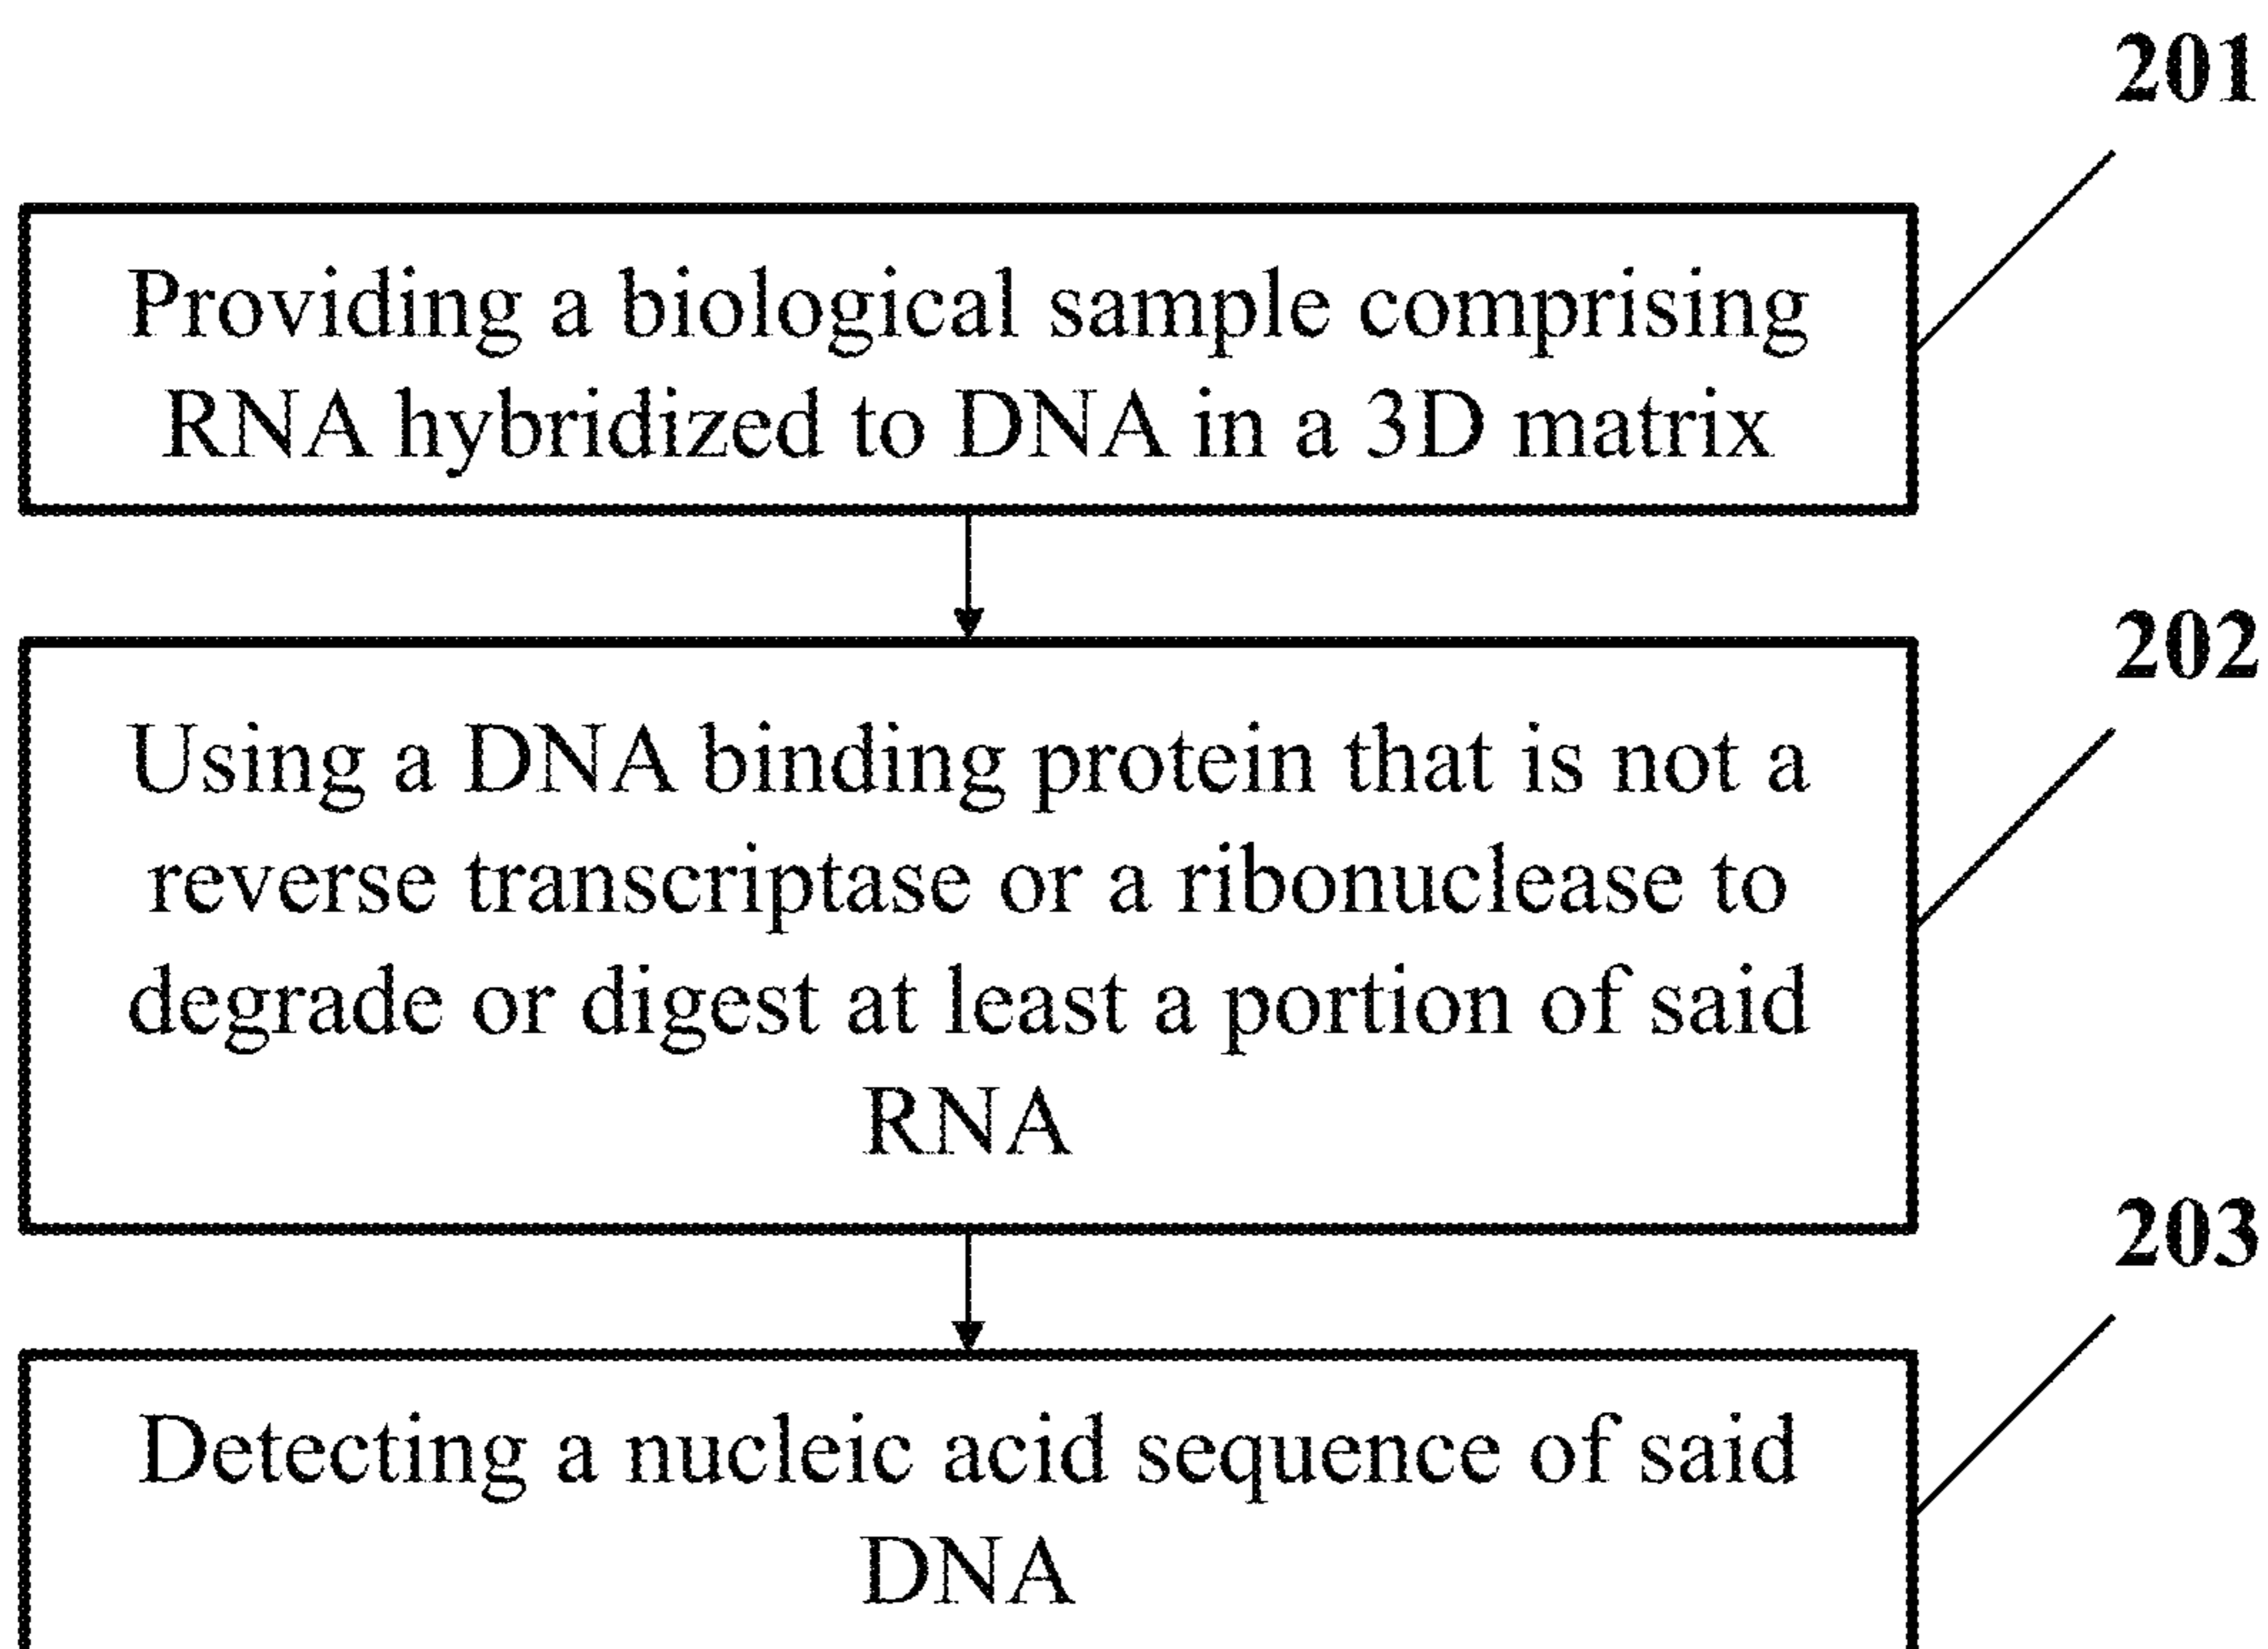 201
Providing a biological sample comprising
RNA hybridized to DNA in a 3D matrix
202
Using a DNA binding protein that is not a
reverse transcriptase or a ribonuclease to
degrade or digest at least a portion of said
RNA
203
Detecting a nucleic acid sequence of said
DNA